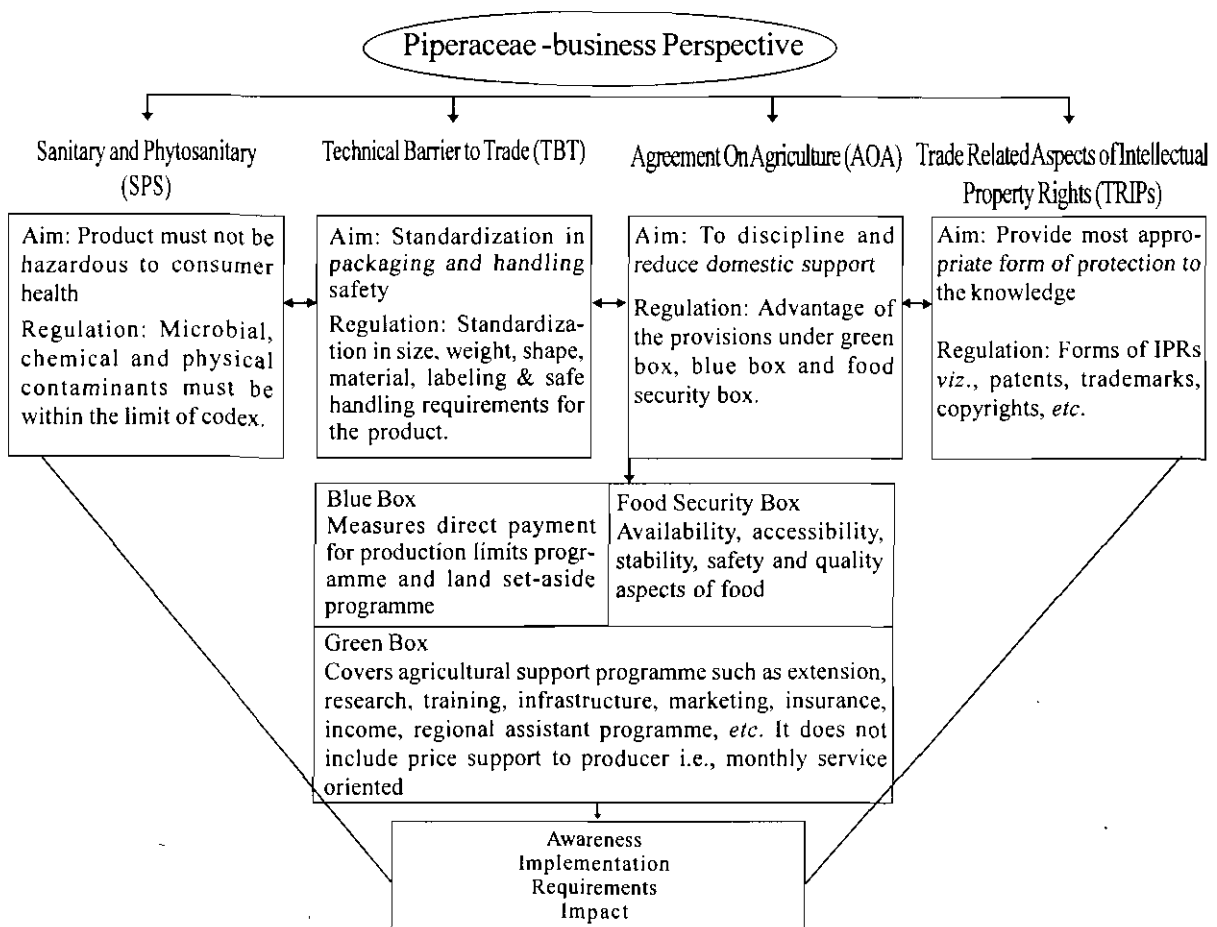 Piperaceae -business Perspective
Sanitary and Phytosanitary
(SPS)
Technical Barrier to Trade (TBT)
Agreement On Agriculture (AOA)
Trade Related Aspects of Intellectual
Property Rights (TRIPs)
Aim: Product must not be
hazardous to consumer
health
Regulation: Microbial,
chemical and physical
contaminants must be
within the limit of codex.
Aim: Standardization in
packaging and handling
safety
Regulation: Standardiza-
tion in size, weight, shape,
material, labeling & safe
handling requirements for
the product.
Aim: To discipline and
reduce domestic support
Regulation: Advantage of
the provisions under green
box, blue box and food
security box.
Aim: Provide most appro-
priate form of protection to
the knowledge
Regulation: Forms of IPRs
viz., patents, trademarks,
copyrights, etc.
Blue Box
Measures direct payment
for production limits progr-
amme and land set-aside
programme
Food Security Box
Availability, accessibility,
stability, safety and quality
aspects of food
Green Box
Covers agricultural support programme such as extension,
research, training, infrastructure, marketing, insurance,
income, regional assistant programme, etc. It does not
include price support to producer i.e., monthly service
oriented
Awareness
Implementation
Requirements
Impact